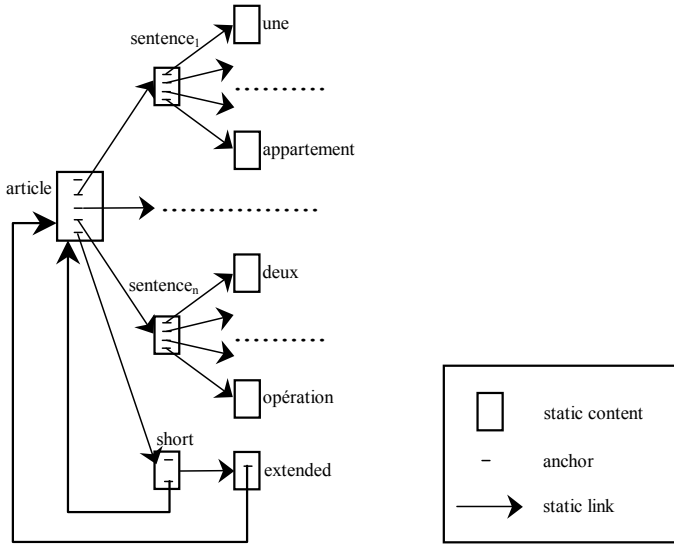 une
sentence₁
appartement
article
deux
sentenceₙ
opération
short
extended
static content
anchor
static link